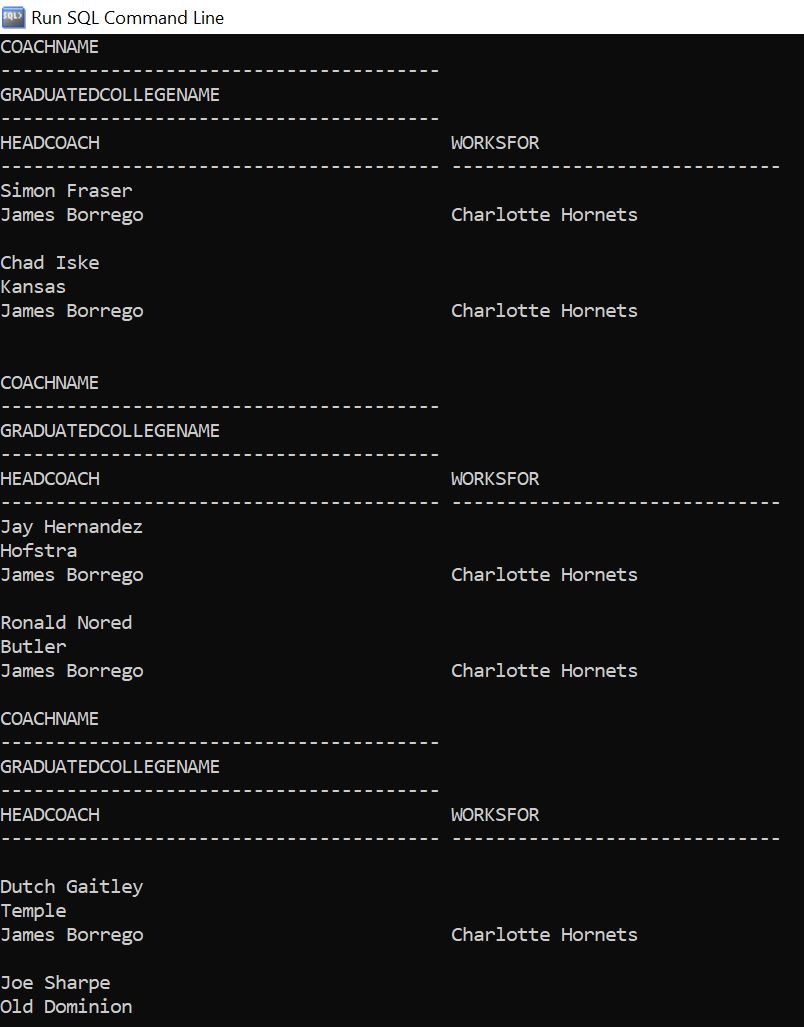 Run SQL Command Line
COACHNAME
----------------------------------------
GRADUATEDCOLLEGENAME
----------------------------------------
HEADCOACH                                WORKSFOR
---------------------------------------- ------------------------------
Simon Fraser
James Borrego                            Charlotte Hornets

Chad Iske
Kansas
James Borrego                            Charlotte Hornets


COACHNAME
----------------------------------------
GRADUATEDCOLLEGENAME
----------------------------------------
HEADCOACH                                WORKSFOR
---------------------------------------- ------------------------------
Jay Hernandez
Hofstra
James Borrego                            Charlotte Hornets

Ronald Nored
Butler
James Borrego                            Charlotte Hornets

COACHNAME
----------------------------------------
GRADUATEDCOLLEGENAME
----------------------------------------
HEADCOACH                                WORKSFOR
---------------------------------------- ------------------------------

Dutch Gaitley
Temple
James Borrego                            Charlotte Hornets

Joe Sharpe
Old Dominion